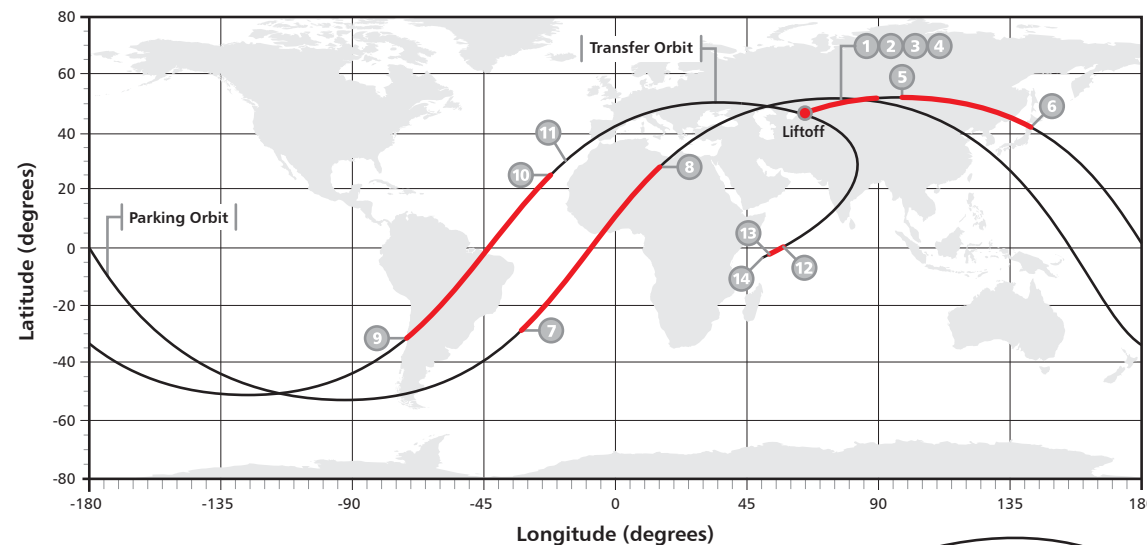 80
60
40
20
0
-20
-40
-60
-80
Latitude (degrees)
Transfer Orbit
1 2 3 4
5
6
Liftoff
11
10
8
Parking Orbit
13
12
14
9
7
-180 -135 -90 -45 0 45 90 135 18
Longitude (degrees)